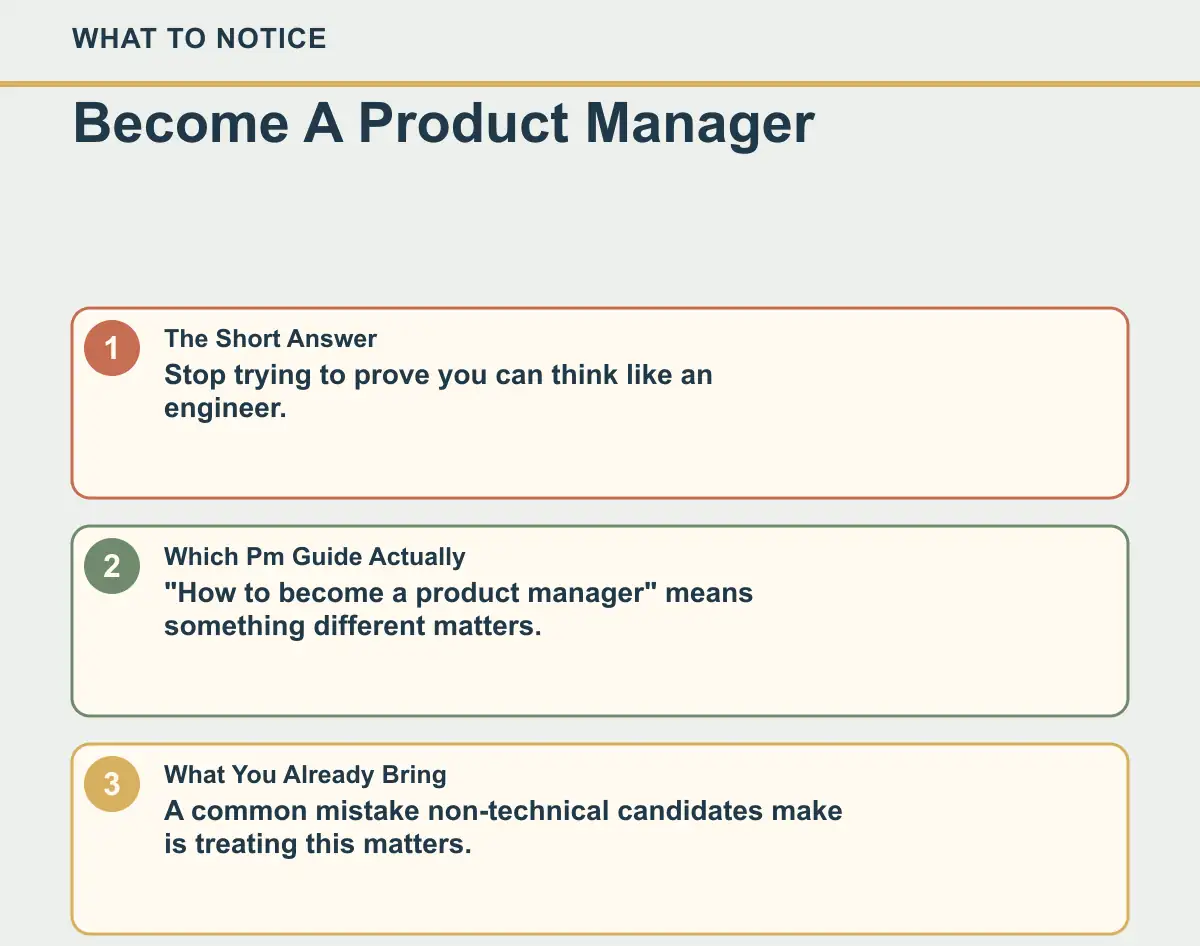 WHAT TO NOTICE
Become A Product Manager
1
The Short Answer
Stop trying to prove you can think like an
engineer.
2
Which Pm Guide Actually
"How to become a product manager" means
something different matters.
3
What You Already Bring
A common mistake non-technical candidates make
is treating this matters.